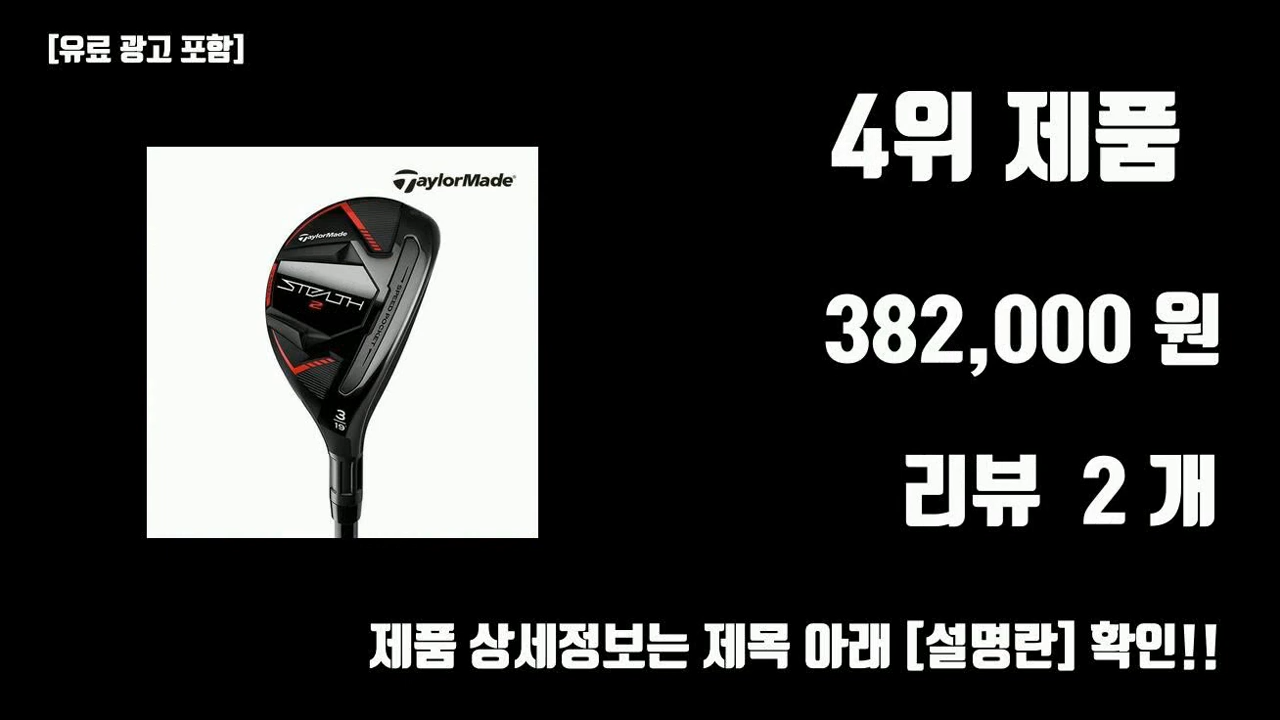 [유료 광고 포함]
4위 제품
TaylorMade
TaylorMade
STEALTH
2
SPEED POCKET
3
19
382,000 원
리뷰 2 개
제품 상세정보는 제목 아래 [설명란] 확인!!